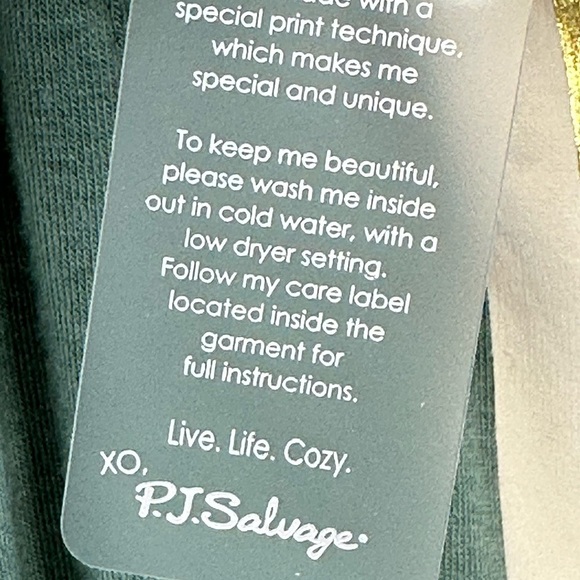 with a
special print technique,
which makes me
special and unique.
To keep me beautiful,
please wash me inside
out in cold water, with a
low dryer setting.
Follow my care label
located inside the
garment for
full instructions.
Live. Life. Cozy.
XO,
P.J.Salvage